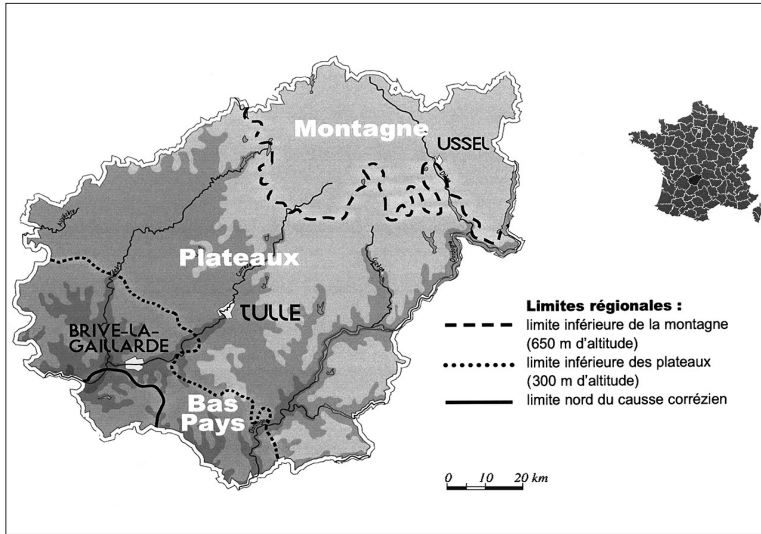 Montagne
USSEL
Plateaux
TULLE
BRIVE-LA-
GAILLARDE
Bas
Pays
Limites régionales :
limite inférieure de la montagne
(650 m d'altitude)
limite inférieure des plateaux
(300 m d'altitude)
limite nord du causse corrézien
0 10 20 km